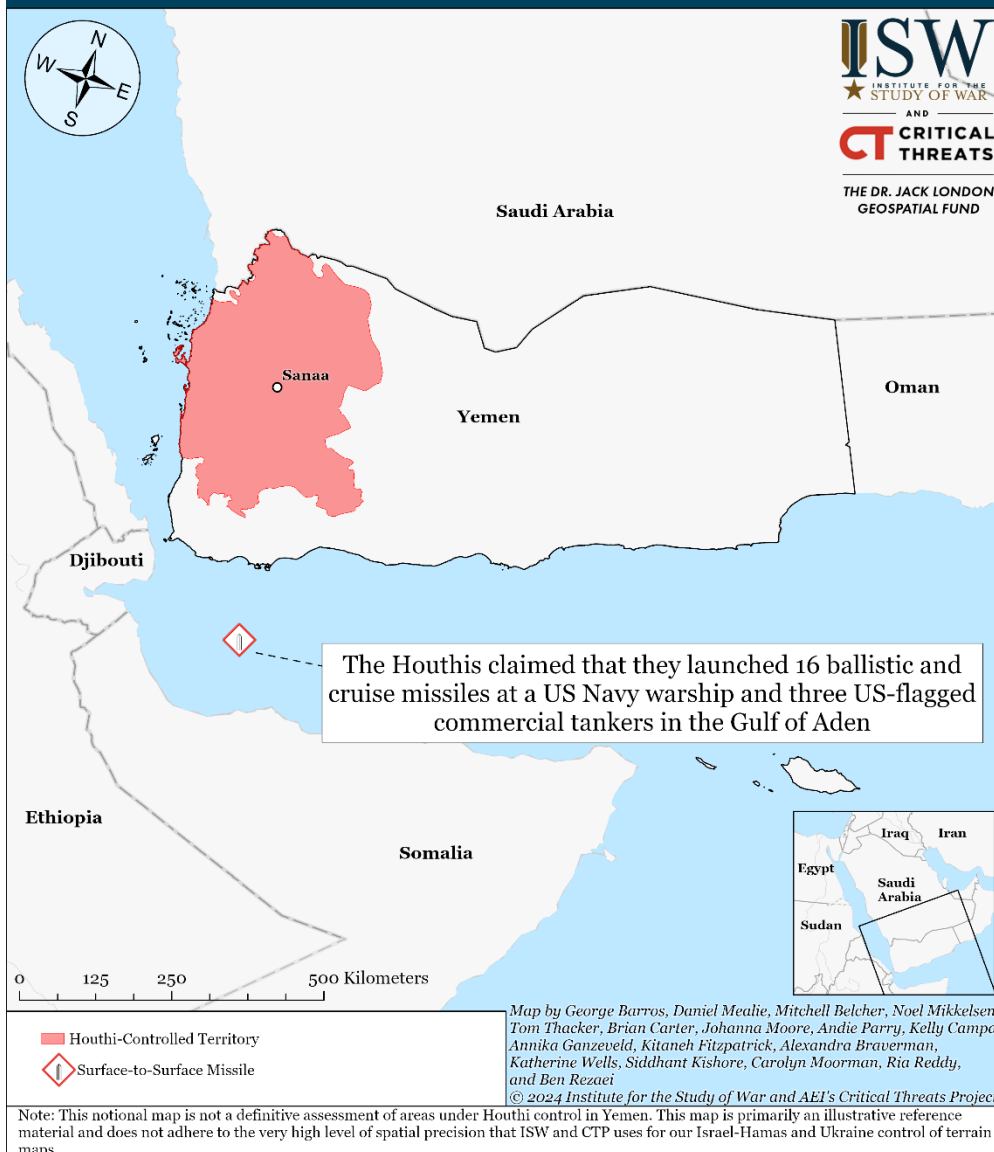 N
W
E
S
ISW
INSTITUTE FOR THE
STUDY OF WAR
AND
CT CRITICAL
THREATS
THE DR. JACK LONDON
GEOSPATIAL FUND
Saudi Arabia
Sanaa
Yemen
Oman
Djibouti
The Houthis claimed that they launched 16 ballistic and
cruise missiles at a US Navy warship and three US-flagged
commercial tankers in the Gulf of Aden
Ethiopia
Somalia
Iraq
Iran
Egypt
Saudi
Arabia
Sudan
0 125 250 500 Kilometers
Houthi-Controlled Territory
Surface-to-Surface Missile
Map by George Barros, Daniel Mealie, Mitchell Belcher, Noel Mikkelsen
Tom Thacker, Brian Carter, Johanna Moore, Andie Parry, Kelly Campa
Annika Ganzeveld, Kitaneh Fitzpatrick, Alexandra Braverman,
Katherine Wells, Siddhant Kishore, Carolyn Moorman, Ria Reddy,
and Ben Rezaei
© 2024 Institute for the Study of War and AEI's Critical Threats Projec
Note: This notional map is not a definitive assessment of areas under Houthi control in Yemen. This map is primarily an illustrative reference
material and does not adhere to the very high level of spatial precision that ISW and CTP uses for our Israel-Hamas and Ukraine control of terrain
maps